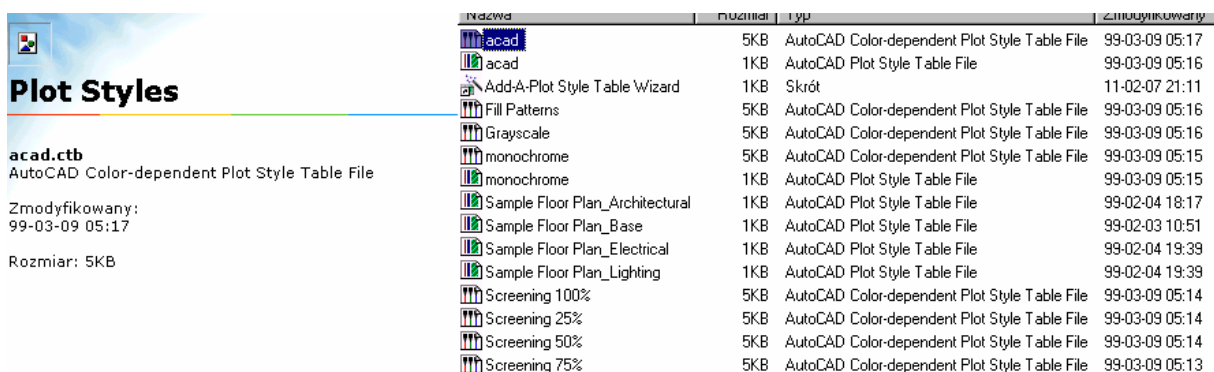 Plot Styles
acad.ctb
AutoCAD Color-dependent Plot Style Table File
Zmodyfikowany:
99-03-09 05:17
Rozmiar: 5KB
Nazwa Rozmiar Typ Zmodyfikowany
acad 5KB AutoCAD Color-dependent Plot Style Table File 99-03-09 05:17
acad 1KB AutoCAD Plot Style Table File 99-03-09 05:16
Add-A-Plot Style Table Wizard 1KB Skrót 11-02-07 21:11
Fill Patterns 5KB AutoCAD Color-dependent Plot Style Table File 99-03-09 05:16
Grayscale 5KB AutoCAD Color-dependent Plot Style Table File 99-03-09 05:16
monochrome 5KB AutoCAD Color-dependent Plot Style Table File 99-03-09 05:15
monochrome 1KB AutoCAD Plot Style Table File 99-03-09 05:15
Sample Floor Plan_Architectural 1KB AutoCAD Plot Style Table File 99-02-04 18:17
Sample Floor Plan_Base 1KB AutoCAD Plot Style Table File 99-02-03 10:51
Sample Floor Plan_Electrical 1KB AutoCAD Plot Style Table File 99-02-04 19:39
Sample Floor Plan_Lighting 1KB AutoCAD Plot Style Table File 99-02-04 19:39
Screening 100% 5KB AutoCAD Color-dependent Plot Style Table File 99-03-09 05:14
Screening 25% 5KB AutoCAD Color-dependent Plot Style Table File 99-03-09 05:14
Screening 50% 5KB AutoCAD Color-dependent Plot Style Table File 99-03-09 05:14
Screening 75% 5KB AutoCAD Color-dependent Plot Style Table File 99-03-09 05:13